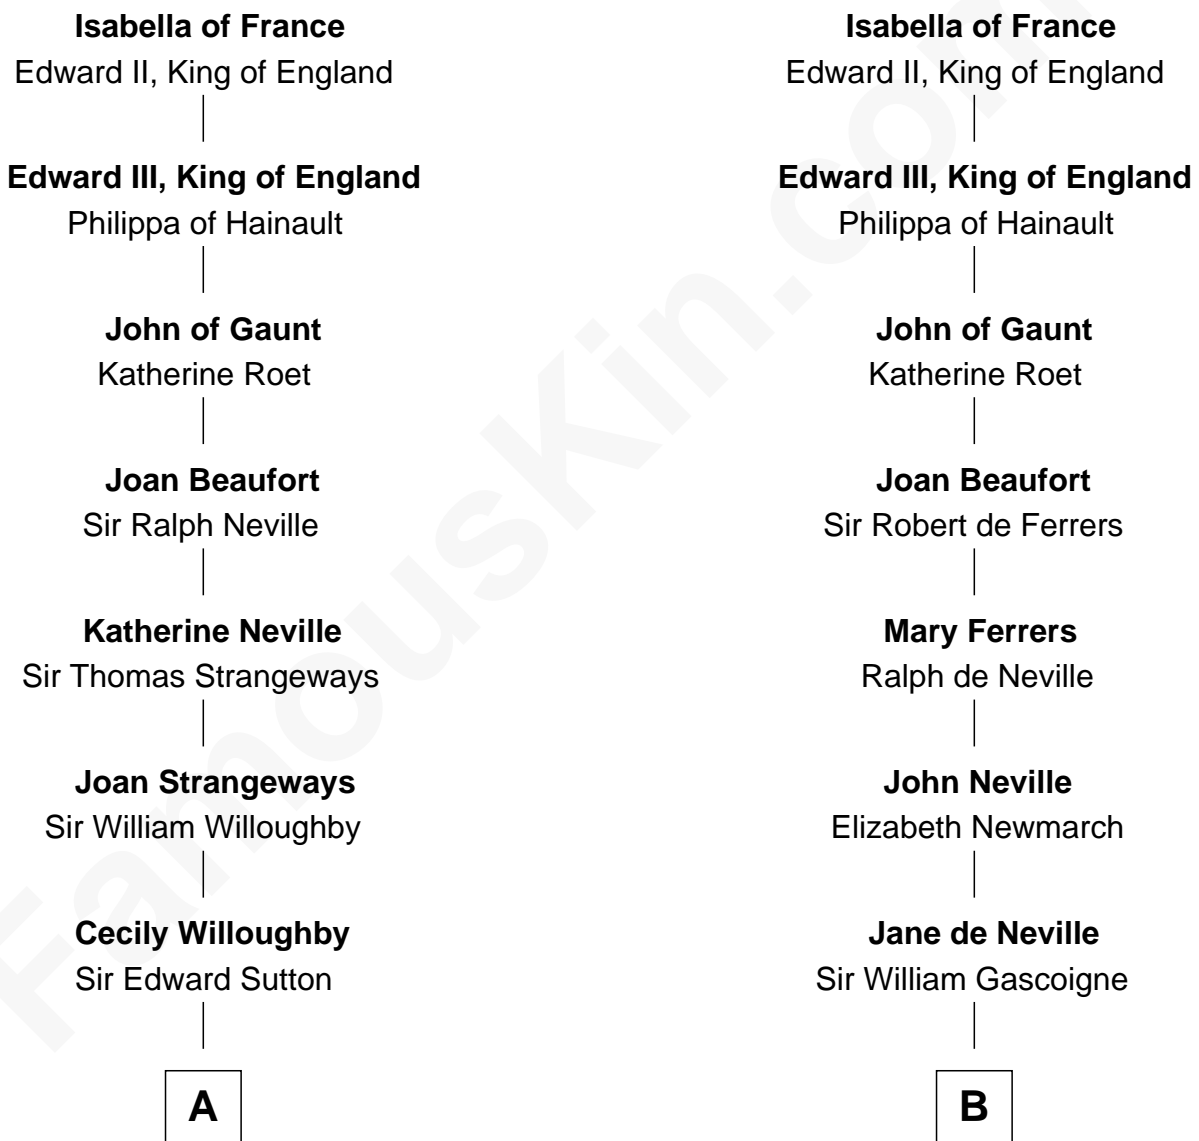 Isabella of France
Edward II, King of England
Edward III, King of England
Philippa of Hainault
John of Gaunt
Katherine Roet
Joan Beaufort
Sir Ralph Neville
Katherine Neville
Sir Thomas Strangeways
Joan Strangeways
Sir William Willoughby
Cecily Willoughby
Sir Edward Sutton
A
Isabella of France
Edward II, King of England
Edward III, King of England
Philippa of Hainault
John of Gaunt
Katherine Roet
Joan Beaufort
Sir Robert de Ferrers
Mary Ferrers
Ralph de Neville
John Neville
Elizabeth Newmarch
Jane de Neville
Sir William Gascoigne
B
FamousKin.com